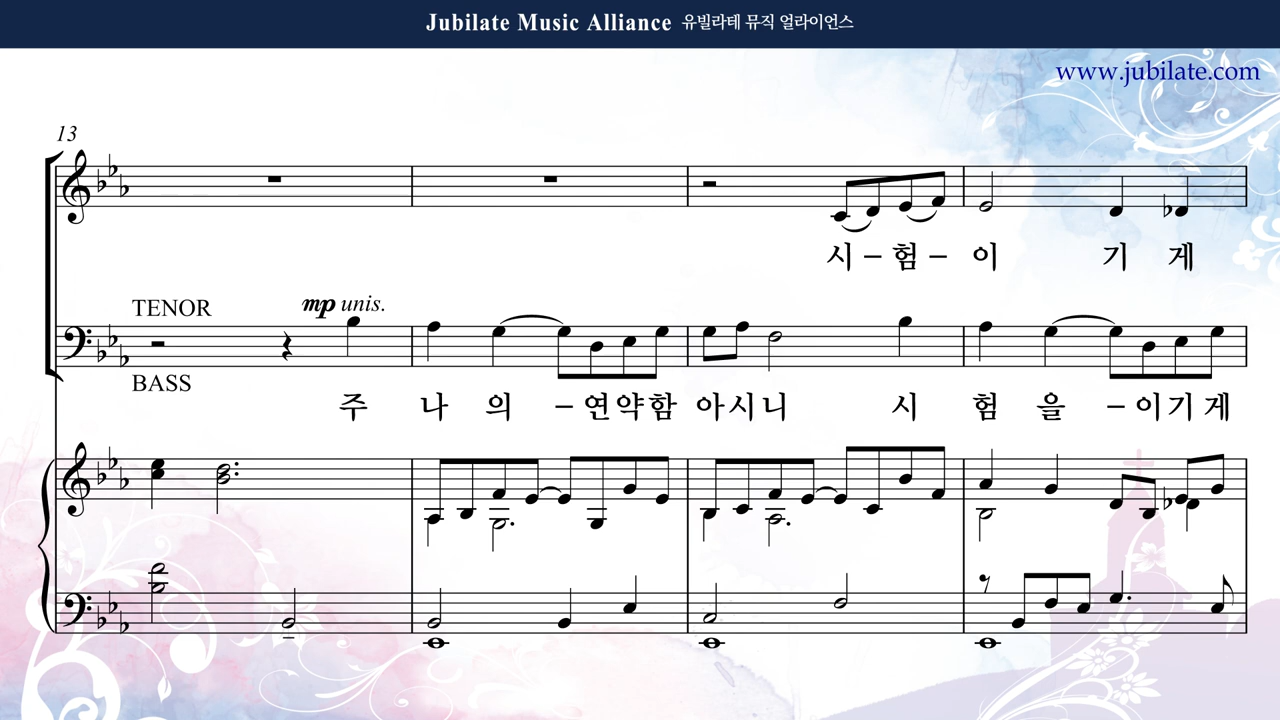 Jubilate Music Alliance 유빌라테 뮤직 얼라이언스
www.jubilate.com
13
시 – 험 – 이 기 게
TENOR mp unis.
BASS
주 나 의 – 연 약 함 아 시 니 시 험 을 – 이 기 게